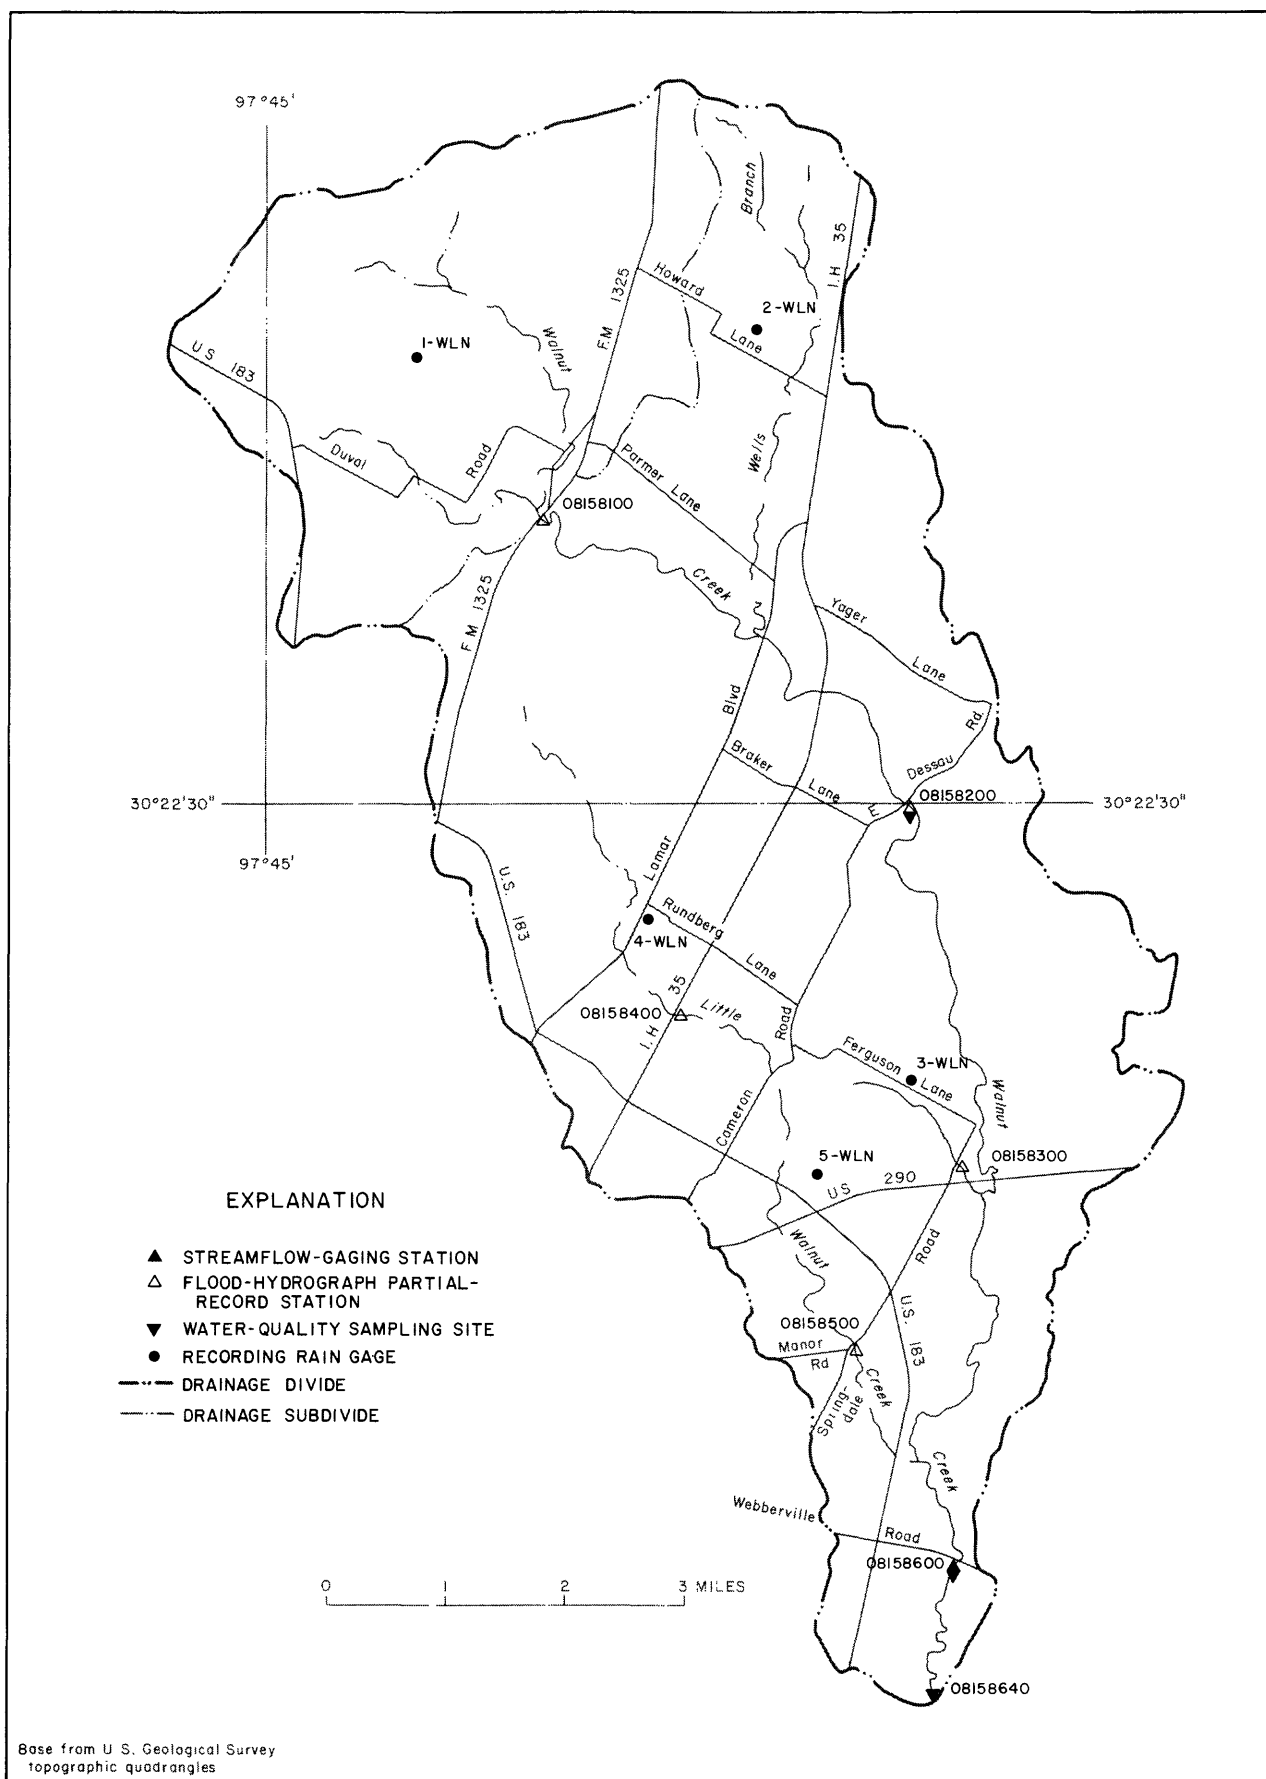 97°45'
Branch
I.H 35
Howard
Lane
F.M 1325
2-WLN
1-WLN
Walnut
U S 183
Wells
Duval
Road
Parmer Lane
08158100
Creek
F M 1325
Yager
Lane
Blvd
Rd.
Braker
Lane
Dessau
E.
30°22'30"
08158200
30°22'30"
97°45'
Lamar
U.S. 183
Rundberg
Lane
4-WLN
35
I. H
Little
08158400
Road
Ferguson
Lane
3-WLN
Walnut
Cameron
08158300
5-WLN
US 290
EXPLANATION
Walnut
Road
STREAMFLOW-GAGING STATION
FLOOD-HYDROGRAPH PARTIAL-
RECORD STATION
WATER-QUALITY SAMPLING SITE
RECORDING RAIN GAGE
DRAINAGE DIVIDE
DRAINAGE SUBDIVIDE
U.S. 183
08158500
Manor
Rd
Creek
Spring-
dale
Creek
Webberville
Road
08158600
0 1 2 3 MILES
08158640
Base from U S. Geological Survey
topographic quadrangles